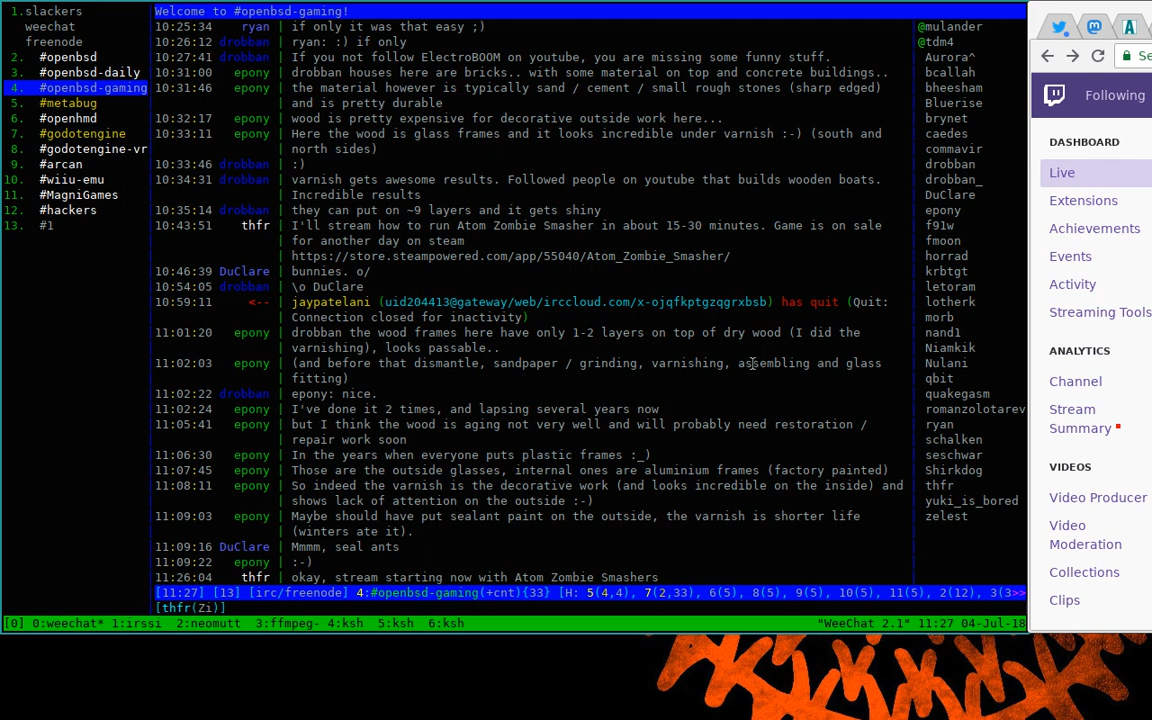 1.slackers
weechat
freenode
2. #openbsd
3. #openbsd-daily
4. #openbsd-gaming
5. #metabug
6. #openhmd
7. #godotengine
8. #godotengine-vr
9. #arcan
10. #wiiu-emu
11. #MagniGames
12. #hackers
13. #1
Welcome to #openbsd-gaming!
10:25:34 ryan | if only it was that easy ;)
10:26:12 drobban | ryan: :) if only
10:27:41 drobban | If you not follow ElectroBOOM on youtube, you are missing some funny stuff.
10:31:00 epony | drobban houses here are bricks.. with some material on top and concrete buildings..
10:31:46 epony | the material however is typically sand / cement / small rough stones (sharp edged)
| and is pretty durable
10:32:17 epony | wood is pretty expensive for decorative outside work here...
10:33:11 epony | Here the wood is glass frames and it looks incredible under varnish :-) (south and
| north sides)
10:33:46 drobban | :)
10:34:31 drobban | varnish gets awesome results. Followed people on youtube that builds wooden boats.
| Incredible results
10:35:14 drobban | they can put on ~9 layers and it gets shiny
10:43:51 thfr | I'll stream how to run Atom Zombie Smasher in about 15-30 minutes. Game is on sale
| for another day on steam
| https://store.steampowered.com/app/55040/Atom_Zombie_Smasher/
10:46:39 DuClare | bunnies. o/
10:54:05 drobban | \o DuClare
10:59:11 <-- | jaypatelani (uid204413@gateway/web/irccloud.com/x-ojqfkptgzqgrxbsb) has quit (Quit:
| Connection closed for inactivity)
11:01:20 epony | drobban the wood frames here have only 1-2 layers on top of dry wood (I did the
| varnishing), looks passable..
11:02:03 epony | (and before that dismantle, sandpaper / grinding, varnishing, assembling and glass
| fitting)
11:02:22 drobban | epony: nice.
11:02:24 epony | I've done it 2 times, and lapsing several years now
11:05:41 epony | but I think the wood is aging not very well and will probably need restoration /
| repair work soon
11:06:30 epony | In the years when everyone puts plastic frames :_)
11:07:45 epony | Those are the outside glasses, internal ones are aluminium frames (factory painted)
11:08:11 epony | So indeed the varnish is the decorative work (and looks incredible on the inside) and
| shows lack of attention on the outside :-)
11:09:03 epony | Maybe should have put sealant paint on the outside, the varnish is shorter life
| (winters ate it).
11:09:16 DuClare | Mmmm, seal ants
11:09:22 epony | :-)
11:26:04 thfr | okay, stream starting now with Atom Zombie Smashers
[11:27] [13] [irc/freenode] 4:#openbsd-gaming(+cnt){33} [H: 5(4,4), 7(2,33), 6(5), 8(5), 9(5), 10(5), 11(5), 2(12), 3(3>>
[thfr(Zi)]
[0] 0:weechat* 1:irssi 2:neomutt 3:ffmpeg- 4:ksh 5:ksh 6:ksh "WeeChat 2.1" 11:27 04-Jul-18
@mulander
@tdm4
Aurora^
bcallah
bheesham
Bluerise
brynet
caedes
commavir
drobban
drobban_
DuClare
epony
f91w
fmoon
horrad
krbtgt
letoram
lotherk
morb
nand1
Niamkik
Nulani
qbit
quakegasm
romanzolotarev
ryan
schalken
seschwar
Shirkdog
thfr
yuki_is_bored
zelest
Se
Following
DASHBOARD
Live
Extensions
Achievements
Events
Activity
Streaming Tools
ANALYTICS
Channel
Stream
Summary
VIDEOS
Video Producer
Video
Moderation
Collections
Clips